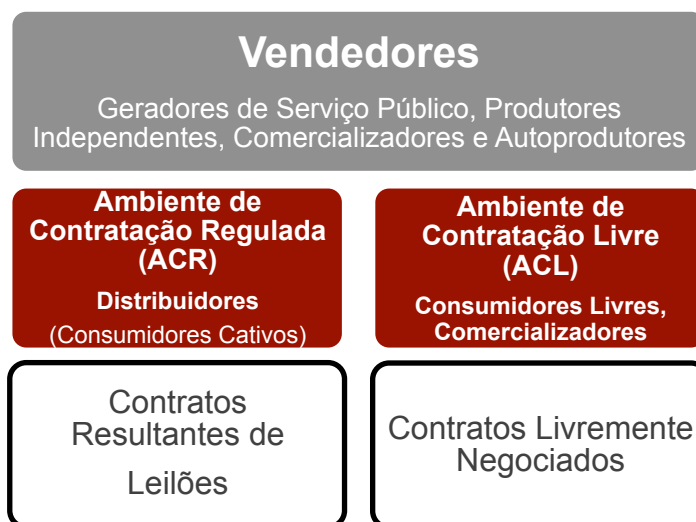 Vendedores
Geradores de Serviço Público, Produtores
Independentes, Comercializadores e Autoprodutores
Ambiente de
Contratação Regulada
(ACR)
Distribuidores
(Consumidores Cativos)
Ambiente de
Contratação Livre
(ACL)
Consumidores Livres,
Comercializadores
Contratos
Resultantes de
Leilões
Contratos Livremente
Negociados